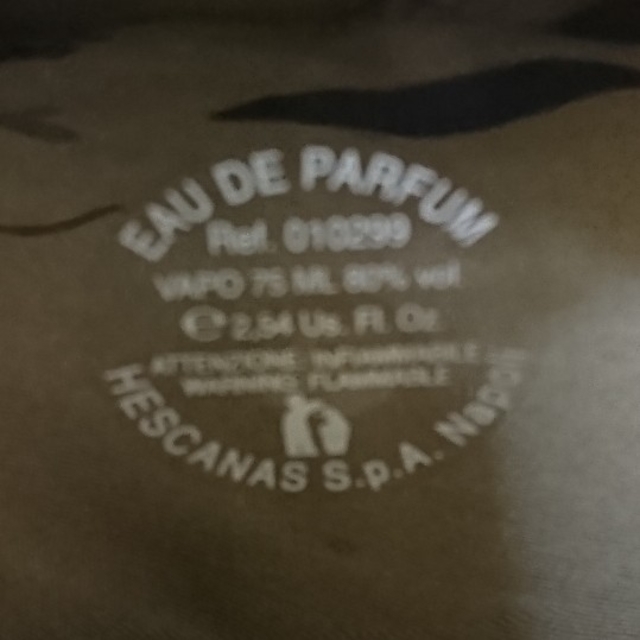 EAU DE PARFUM
Ref. 010299
VAPO 75 ML 80% vol.
℮ 2,54 Us. Fl. Oz.
ATTENZIONE INFIAMMABILE
WARNING FLAMMABLE
HESCANAS S.p.A. Napoli